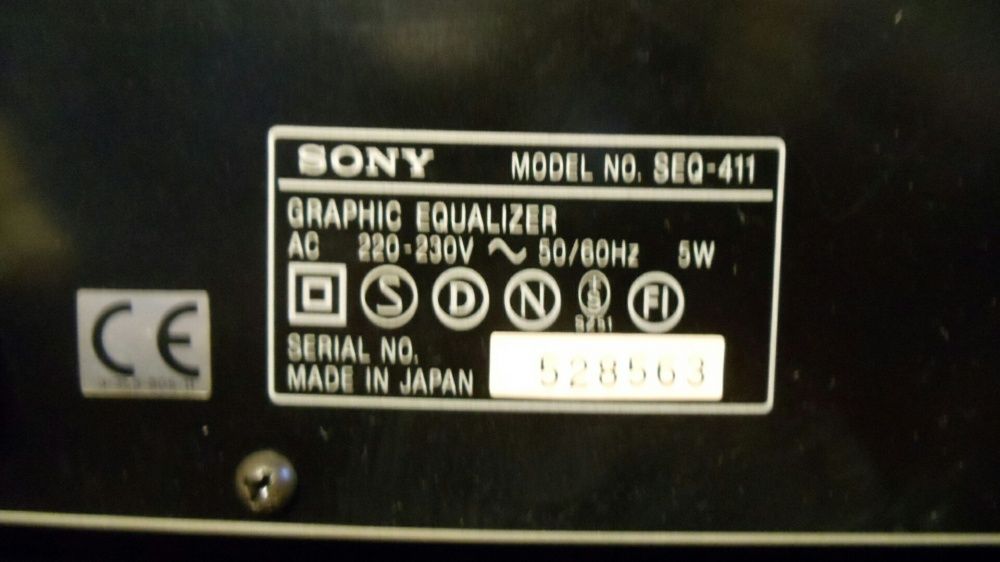 SONY MODEL NO. SEQ-411
GRAPHIC EQUALIZER
AC 220-230V ~ 50/60Hz 5W
S D N FI
SERIAL NO. 528563
MADE IN JAPAN
CE